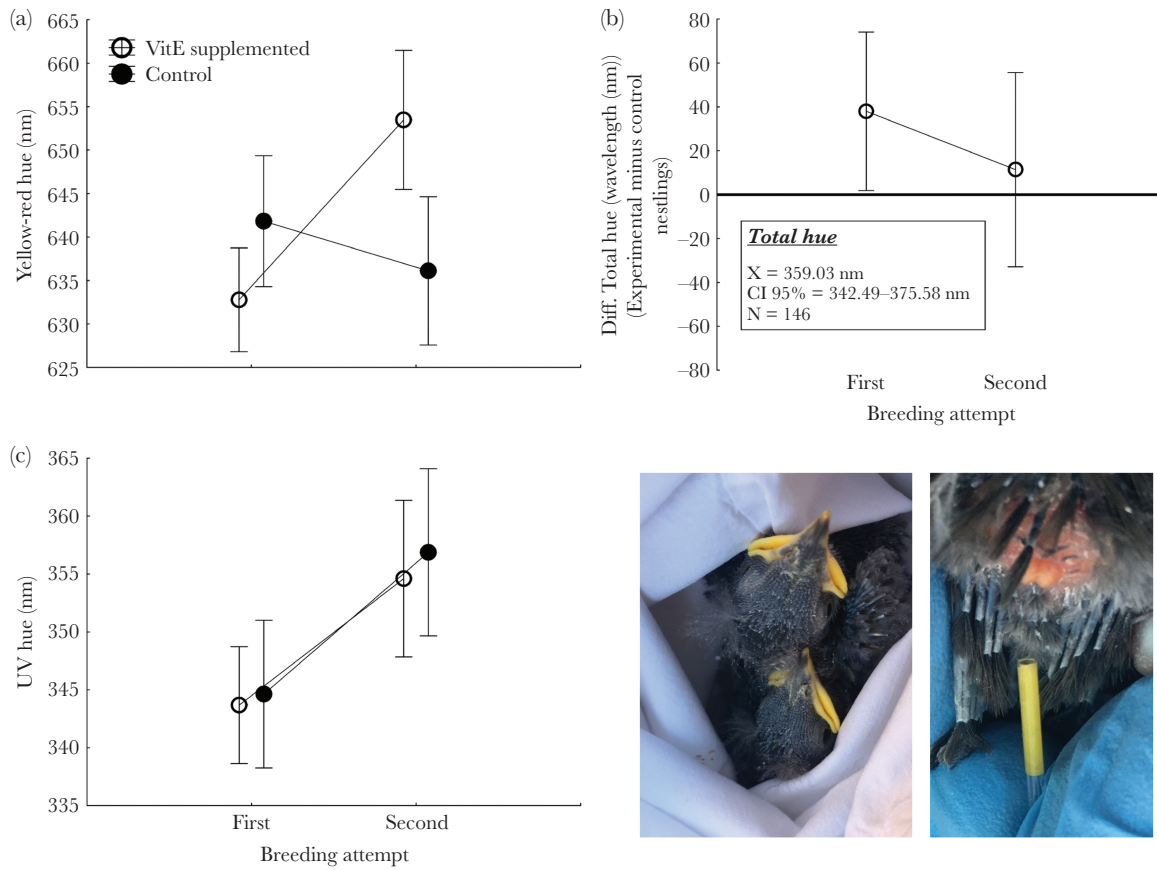 (a)
665
660
655
650
645
640
635
630
625
Yellow-red hue (nm)
VitE supplemented
Control
(b)
80
60
40
20
0
–20
–40
–60
–80
Diff. Total hue (wavelength (nm))
(Experimental minus control
nestlings)
Total hue
X = 359.03 nm
CI 95% = 342.49–375.58 nm
N = 146
First
Second
Breeding attempt
(c)
365
360
355
350
345
340
335
UV hue (nm)
First
Second
Breeding attempt